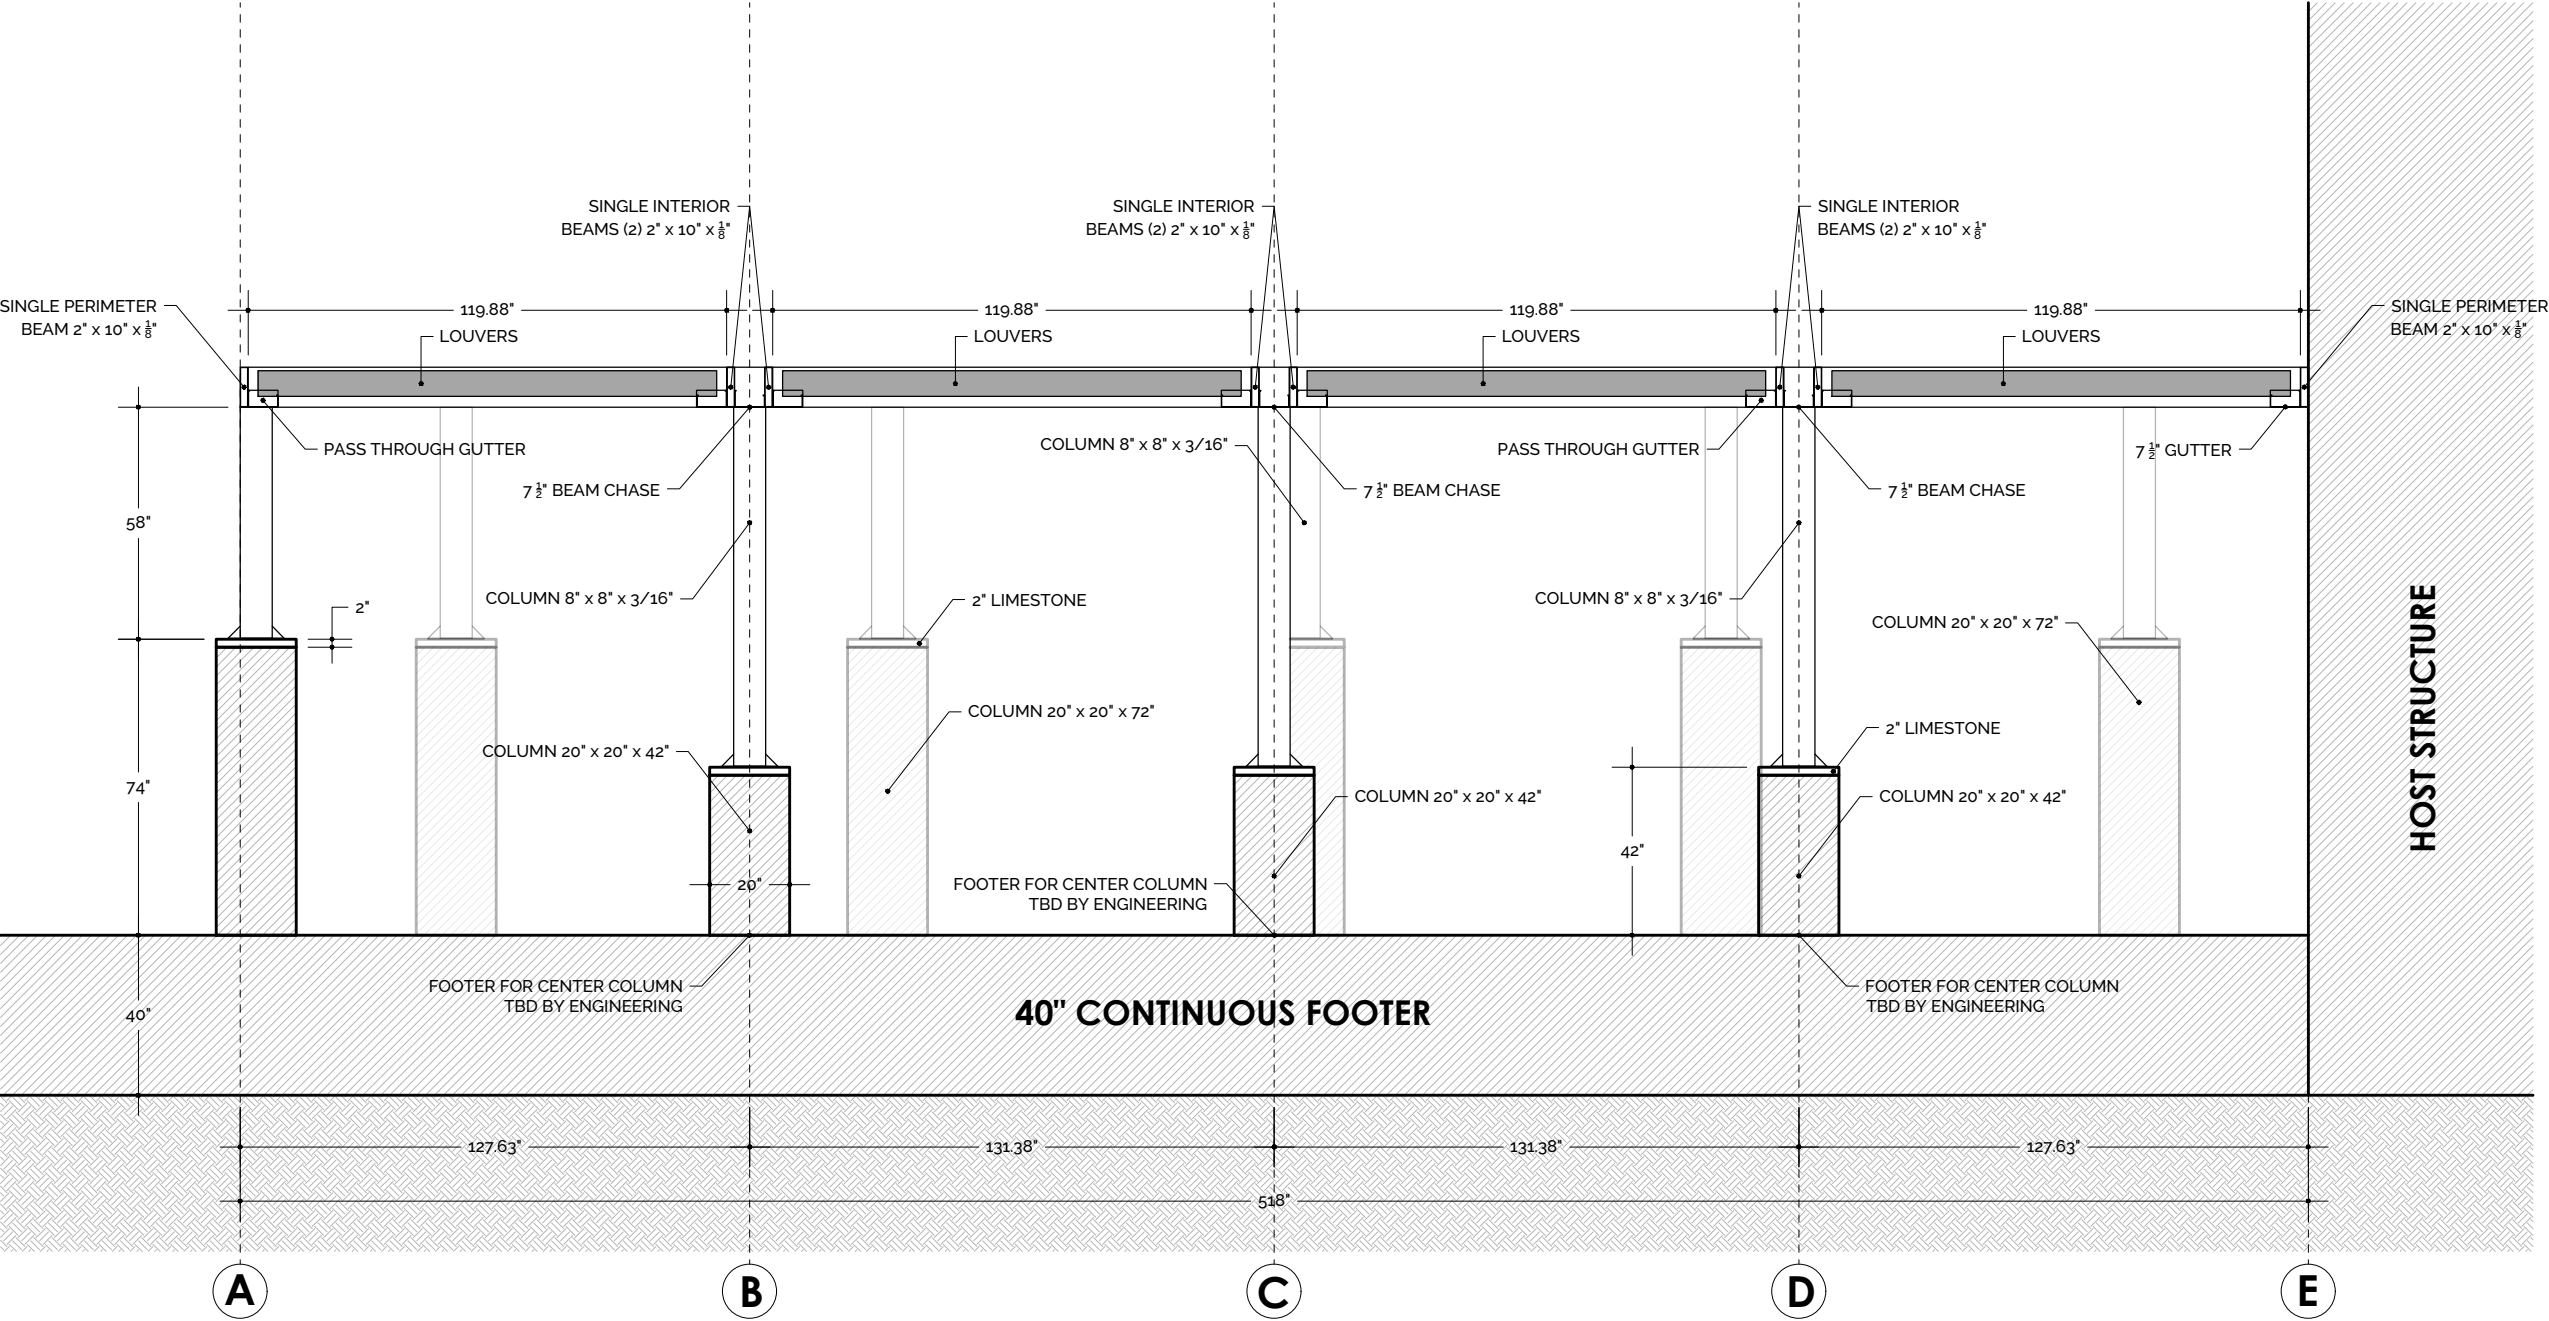 SINGLE INTERIOR
BEAMS (2) 2" x 10" x 1/8"
SINGLE INTERIOR
BEAMS (2) 2" x 10" x 1/8"
SINGLE INTERIOR
BEAMS (2) 2" x 10" x 1/8"
SINGLE PERIMETER
BEAM 2" x 10" x 1/8"
119.88"
119.88"
119.88"
119.88"
SINGLE PERIMETER
BEAM 2" x 10" x 1/8"
LOUVERS
LOUVERS
LOUVERS
LOUVERS
PASS THROUGH GUTTER
COLUMN 8" x 8" x 3/16"
PASS THROUGH GUTTER
7 1/2" GUTTER
7 1/2" BEAM CHASE
7 1/2" BEAM CHASE
7 1/2" BEAM CHASE
58"
COLUMN 8" x 8" x 3/16"
2" LIMESTONE
COLUMN 8" x 8" x 3/16"
2"
COLUMN 20" x 20" x 72"
HOST STRUCTURE
COLUMN 20" x 20" x 72"
2" LIMESTONE
COLUMN 20" x 20" x 42"
74"
COLUMN 20" x 20" x 42"
COLUMN 20" x 20" x 42"
42"
20"
FOOTER FOR CENTER COLUMN
TBD BY ENGINEERING
FOOTER FOR CENTER COLUMN
TBD BY ENGINEERING
FOOTER FOR CENTER COLUMN
TBD BY ENGINEERING
40"
40" CONTINUOUS FOOTER
127.63"
131.38"
131.38"
127.63"
518"
A
B
C
D
E